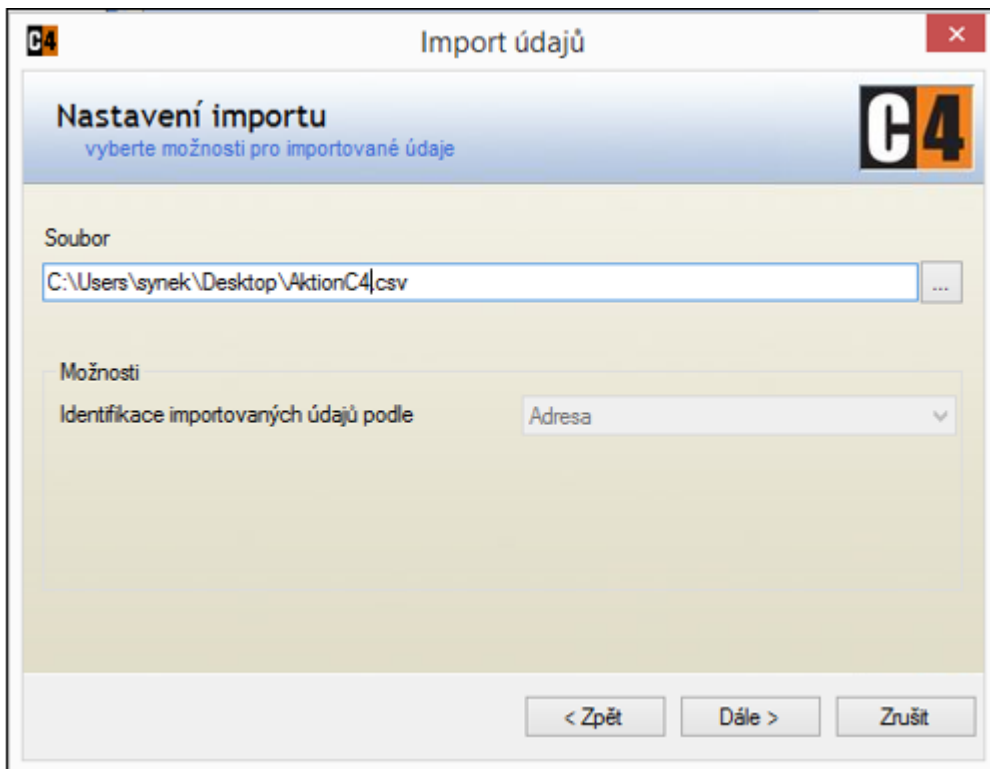 C4
Import údajů
Nastavení importu
vyberte možnosti pro importované údaje
C4
Soubor
C:\Users\synek\Desktop\AktionC4.csv
...
Možnosti
Identifikace importovaných údajů podle
Adresa
< Zpět
Dále >
Zrušit